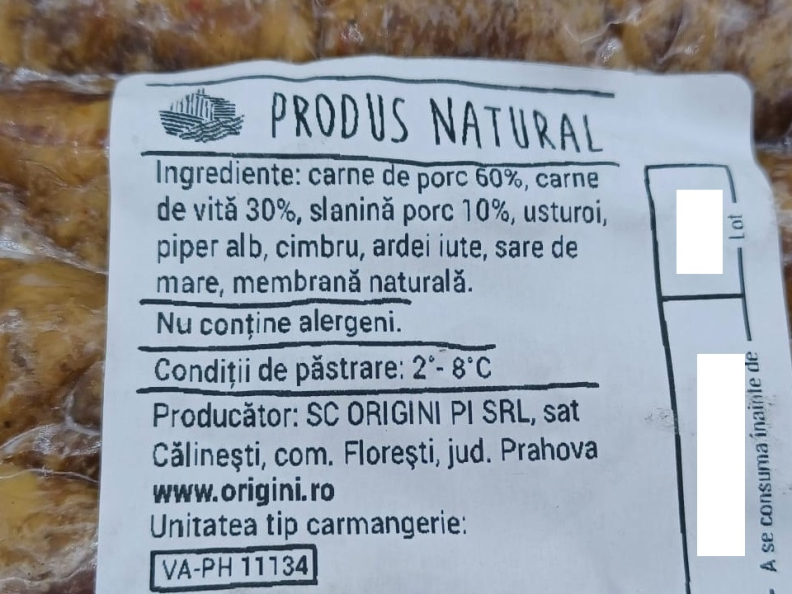 PRODUS NATURAL
Ingrediente: carne de porc 60%, carne
de vită 30%, slanină porc 10%, usturoi,
piper alb, cimbru, ardei iute, sare de
mare, membrană naturală.
Nu conține alergeni.
Condiții de păstrare: 2°- 8°C
Producător: SC ORIGINI PI SRL, sat
Călinești, com. Florești, jud. Prahova
www.origini.ro
Unitatea tip carmangerie:
VA-PH 11134
Lot
A se consuma înainte de